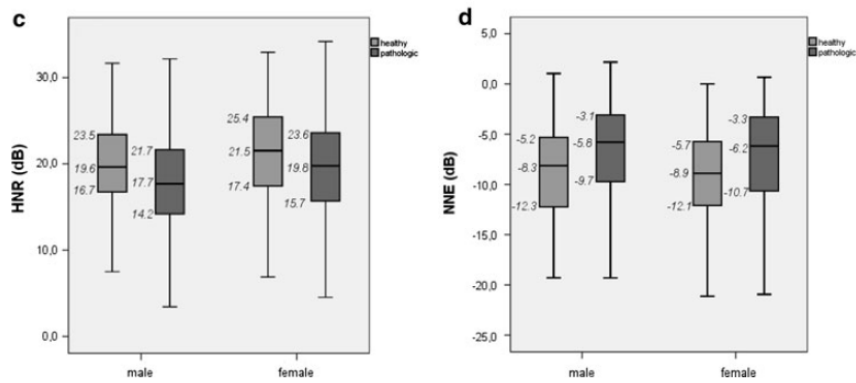 c
healthy
pathologic
HNR (dB)
30,0
20,0
10,0
0,0
23.5
19.6
16.7
21.7
17.7
14.2
25.4
21.5
17.4
23.6
19.8
15.7
male
female
d
healthy
pathologic
NNE (dB)
5,0
0,0
-5,0
-10,0
-15,0
-20,0
-25,0
-5.2
-8.3
-12.3
-3.1
-5.8
-9.7
-5.7
-8.9
-12.1
-3.3
-6.2
-10.7
male
female